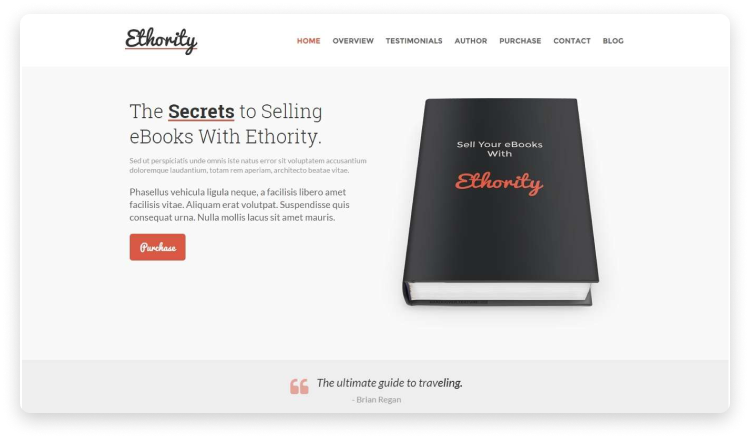 Ethority
HOME OVERVIEW TESTIMONIALS AUTHOR PURCHASE CONTACT BLOG
The Secrets to Selling
eBooks With Ethority.
Sed ut perspiciatis unde omnis iste natus error sit voluptatem accusantium
doloremque laudantium, totam rem aperiam, architecto beatae vitae.
Phasellus vehicula ligula neque, a facilisis libero amet
facilisis vitae. Aliquam erat volutpat. Suspendisse quis
consequat urna. Nulla mollis lacus sit amet mauris.
Purchase
Sell Your eBooks
With
Ethority
The ultimate guide to traveling.
- Brian Regan